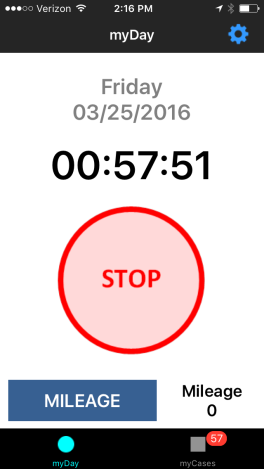 Verizon 2:16 PM
myDay
Friday
03/25/2016
00:57:51
STOP
MILEAGE
Mileage
0
57
myDay
myCases